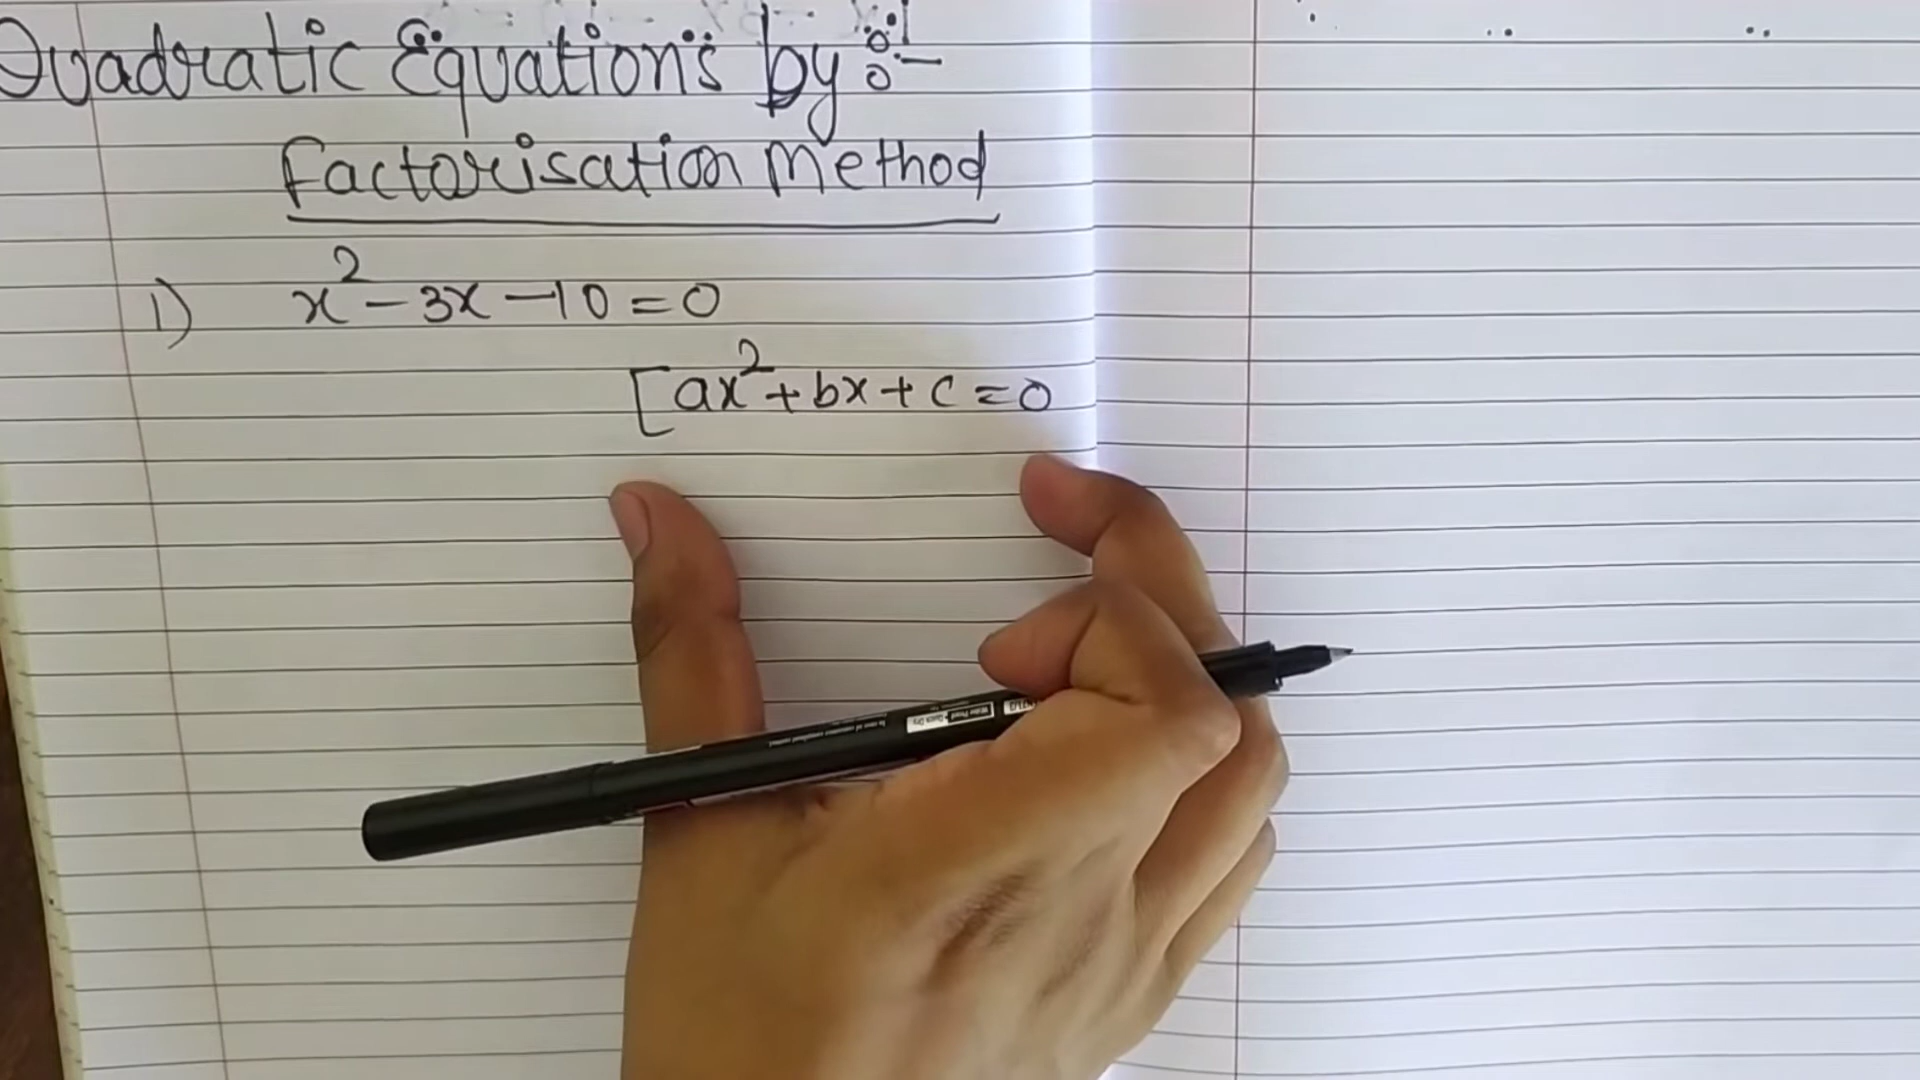 Quadratic Equations by :-
Factorisation Method
1) x² - 3x - 10 = 0
[ax² + bx + c = 0